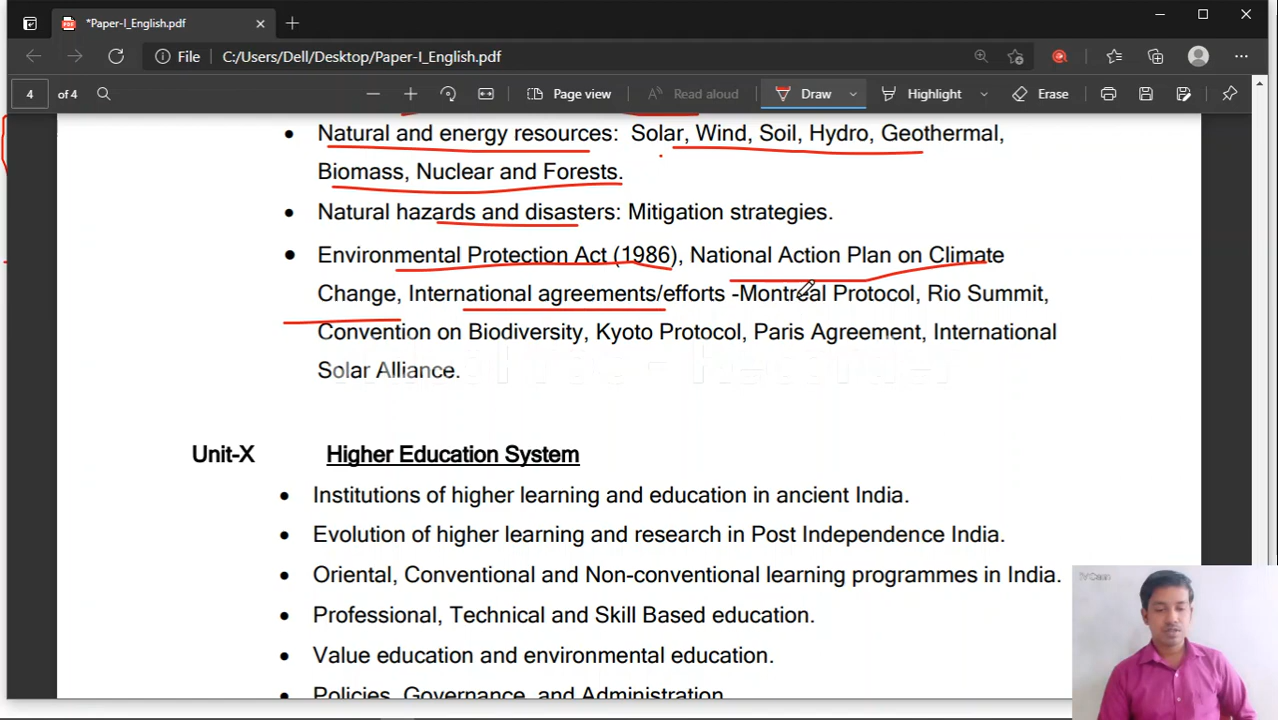 *Paper-I_English.pdf
File C:/Users/Dell/Desktop/Paper-I_English.pdf
4 of 4 Page view Read aloud Draw Highlight Erase
• Natural and energy resources: Solar, Wind, Soil, Hydro, Geothermal,
Biomass, Nuclear and Forests.
• Natural hazards and disasters: Mitigation strategies.
• Environmental Protection Act (1986), National Action Plan on Climate
Change, International agreements/efforts -Montreal Protocol, Rio Summit,
Convention on Biodiversity, Kyoto Protocol, Paris Agreement, International
Solar Alliance.
Unit-X Higher Education System
• Institutions of higher learning and education in ancient India.
• Evolution of higher learning and research in Post Independence India.
• Oriental, Conventional and Non-conventional learning programmes in India.
• Professional, Technical and Skill Based education.
• Value education and environmental education.
• Policies, Governance, and Administration.